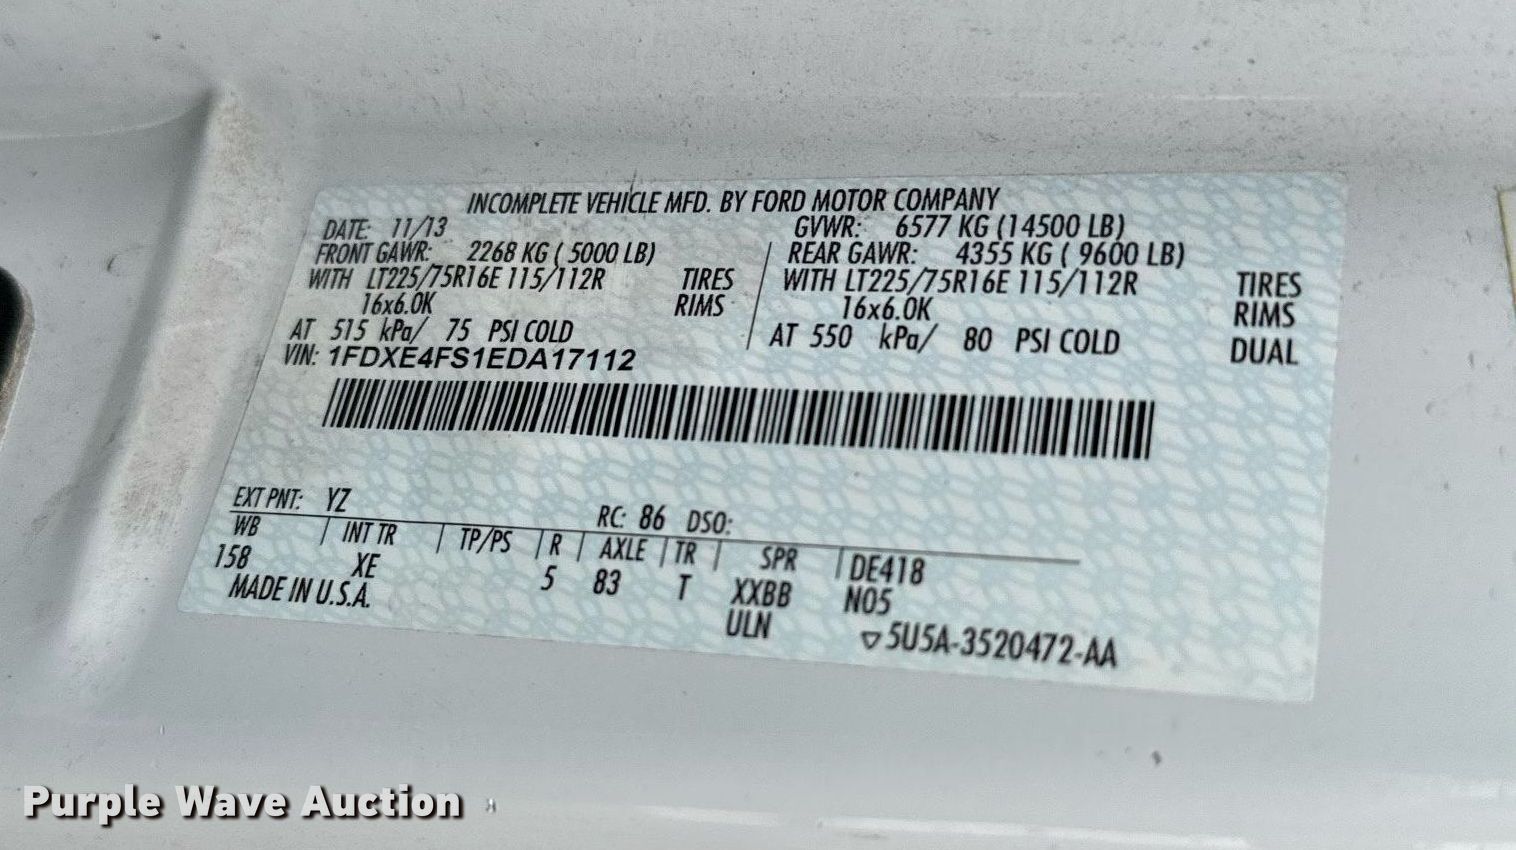 INCOMPLETE VEHICLE MFD. BY FORD MOTOR COMPANY
DATE: 11/13 GVWR: 6577 KG (14500 LB)
FRONT GAWR: 2268 KG ( 5000 LB) REAR GAWR: 4355 KG ( 9600 LB)
WITH LT225/75R16E 115/112R TIRES WITH LT225/75R16E 115/112R TIRES
16x6.0K RIMS 16x6.0K RIMS
AT 515 kPa/ 75 PSI COLD AT 550 kPa/ 80 PSI COLD DUAL
VIN: 1FDXE4FS1EDA17112
EXT PNT: YZ RC: 86 DSO:
WB INT TR TP/PS R AXLE TR SPR DE418
158 XE 5 83 T XXBB N05
MADE IN U.S.A. ULN ▽5U5A-3520472-AA
Purple Wave Auction